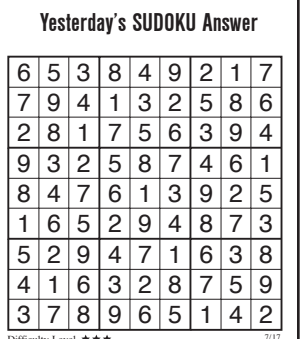 Yesterday's SUDOKU Answer
6 5 3 8 4 9 2 1 7
7 9 4 1 3 2 5 8 6
2 8 1 7 5 6 3 9 4
9 3 2 5 8 7 4 6 1
8 4 7 6 1 3 9 2 5
1 6 5 2 9 4 8 7 3
5 2 9 4 7 1 6 3 8
4 1 6 3 2 8 7 5 9
3 7 8 9 6 5 1 4 2
Difficulty Level ★★★ 7/17